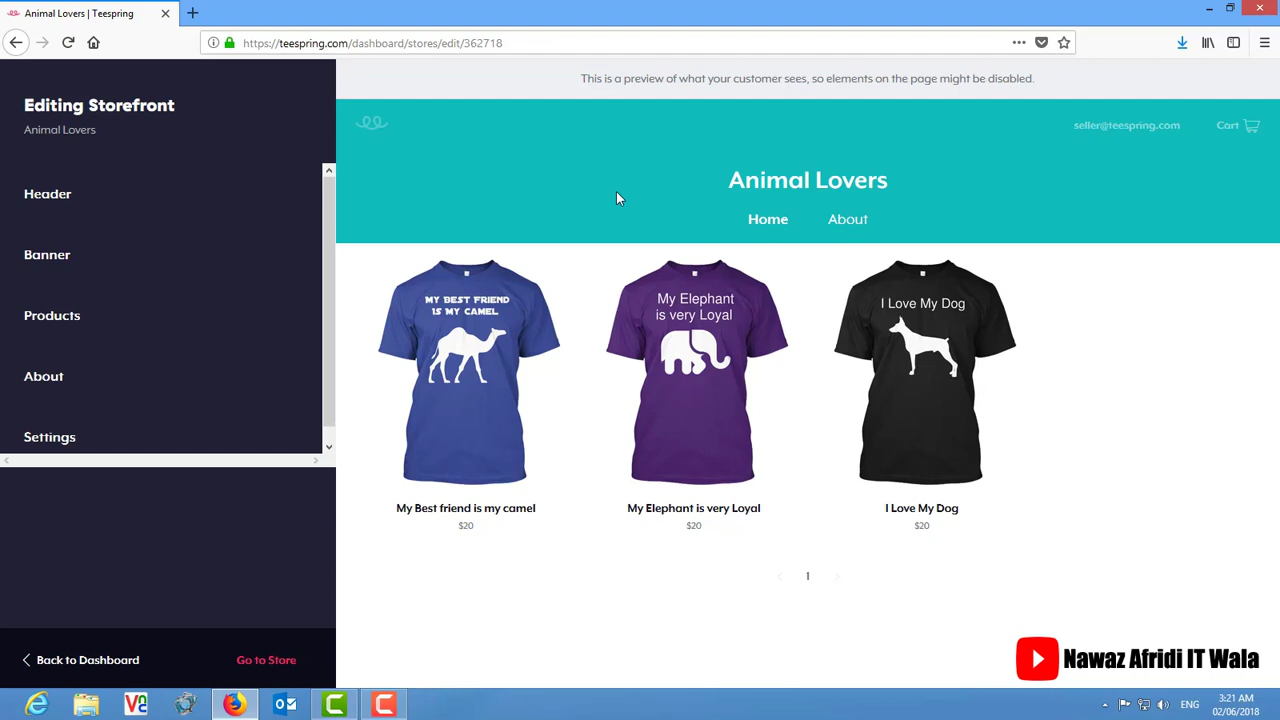 Animal Lovers | Teespring
https://teespring.com/dashboard/stores/edit/362718
Editing Storefront
Animal Lovers
Header
Banner
Products
About
Settings
Back to Dashboard
Go to Store
This is a preview of what your customer sees, so elements on the page might be disabled.
seller@teespring.com
Cart
Animal Lovers
Home
About
MY BEST FRIEND
IS MY CAMEL
My Elephant
is very Loyal
I Love My Dog
My Best friend is my camel
$20
My Elephant is very Loyal
$20
I Love My Dog
$20
1
Nawaz Afridi IT Wala
ENG
3:21 AM
02/06/2018